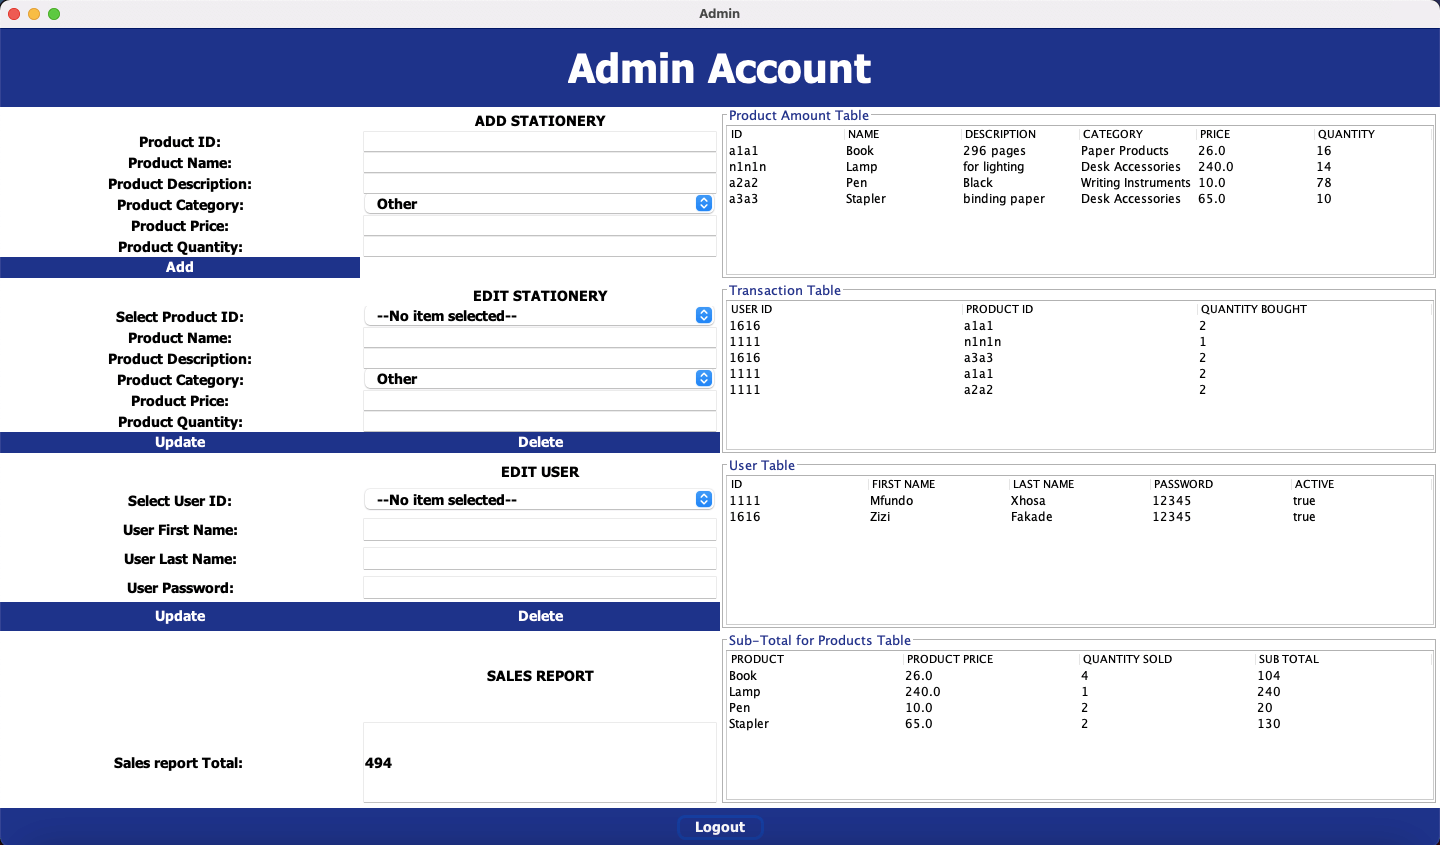 Admin
Admin Account
ADD STATIONERY
Product ID:
Product Name:
Product Description:
Product Category: Other
Product Price:
Product Quantity:
Add
EDIT STATIONERY
Select Product ID: --No item selected--
Product Name:
Product Description:
Product Category: Other
Product Price:
Product Quantity:
Update Delete
EDIT USER
Select User ID: --No item selected--
User First Name:
User Last Name:
User Password:
Update Delete
SALES REPORT
Sales report Total: 494
Product Amount Table
ID NAME DESCRIPTION CATEGORY PRICE QUANTITY
a1a1 Book 296 pages Paper Products 26.0 16
n1n1n Lamp for lighting Desk Accessories 240.0 14
a2a2 Pen Black Writing Instruments 10.0 78
a3a3 Stapler binding paper Desk Accessories 65.0 10
Transaction Table
USER ID PRODUCT ID QUANTITY BOUGHT
1616 a1a1 2
1111 n1n1n 1
1616 a3a3 2
1111 a1a1 2
1111 a2a2 2
User Table
ID FIRST NAME LAST NAME PASSWORD ACTIVE
1111 Mfundo Xhosa 12345 true
1616 Zizi Fakade 12345 true
Sub-Total for Products Table
PRODUCT PRODUCT PRICE QUANTITY SOLD SUB TOTAL
Book 26.0 4 104
Lamp 240.0 1 240
Pen 10.0 2 20
Stapler 65.0 2 130
Logout